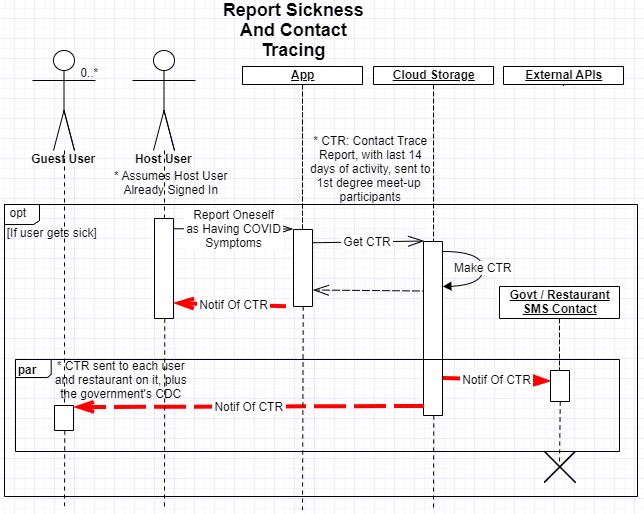 Report Sickness
And Contact
Tracing
0..*
App
Cloud Storage
External APIs
Guest User
Host User
* Assumes Host User
Already Signed In
* CTR: Contact Trace
Report, with last 14
days of activity, sent to
1st degree meet-up
participants
opt
[If user gets sick]
Report Oneself
as Having COVID
Symptoms
Get CTR
Make CTR
Notif Of CTR
Govt / Restaurant
SMS Contact
par
* CTR sent to each user
and restaurant on it, plus
the government's CDC
Notif Of CTR
Notif Of CTR